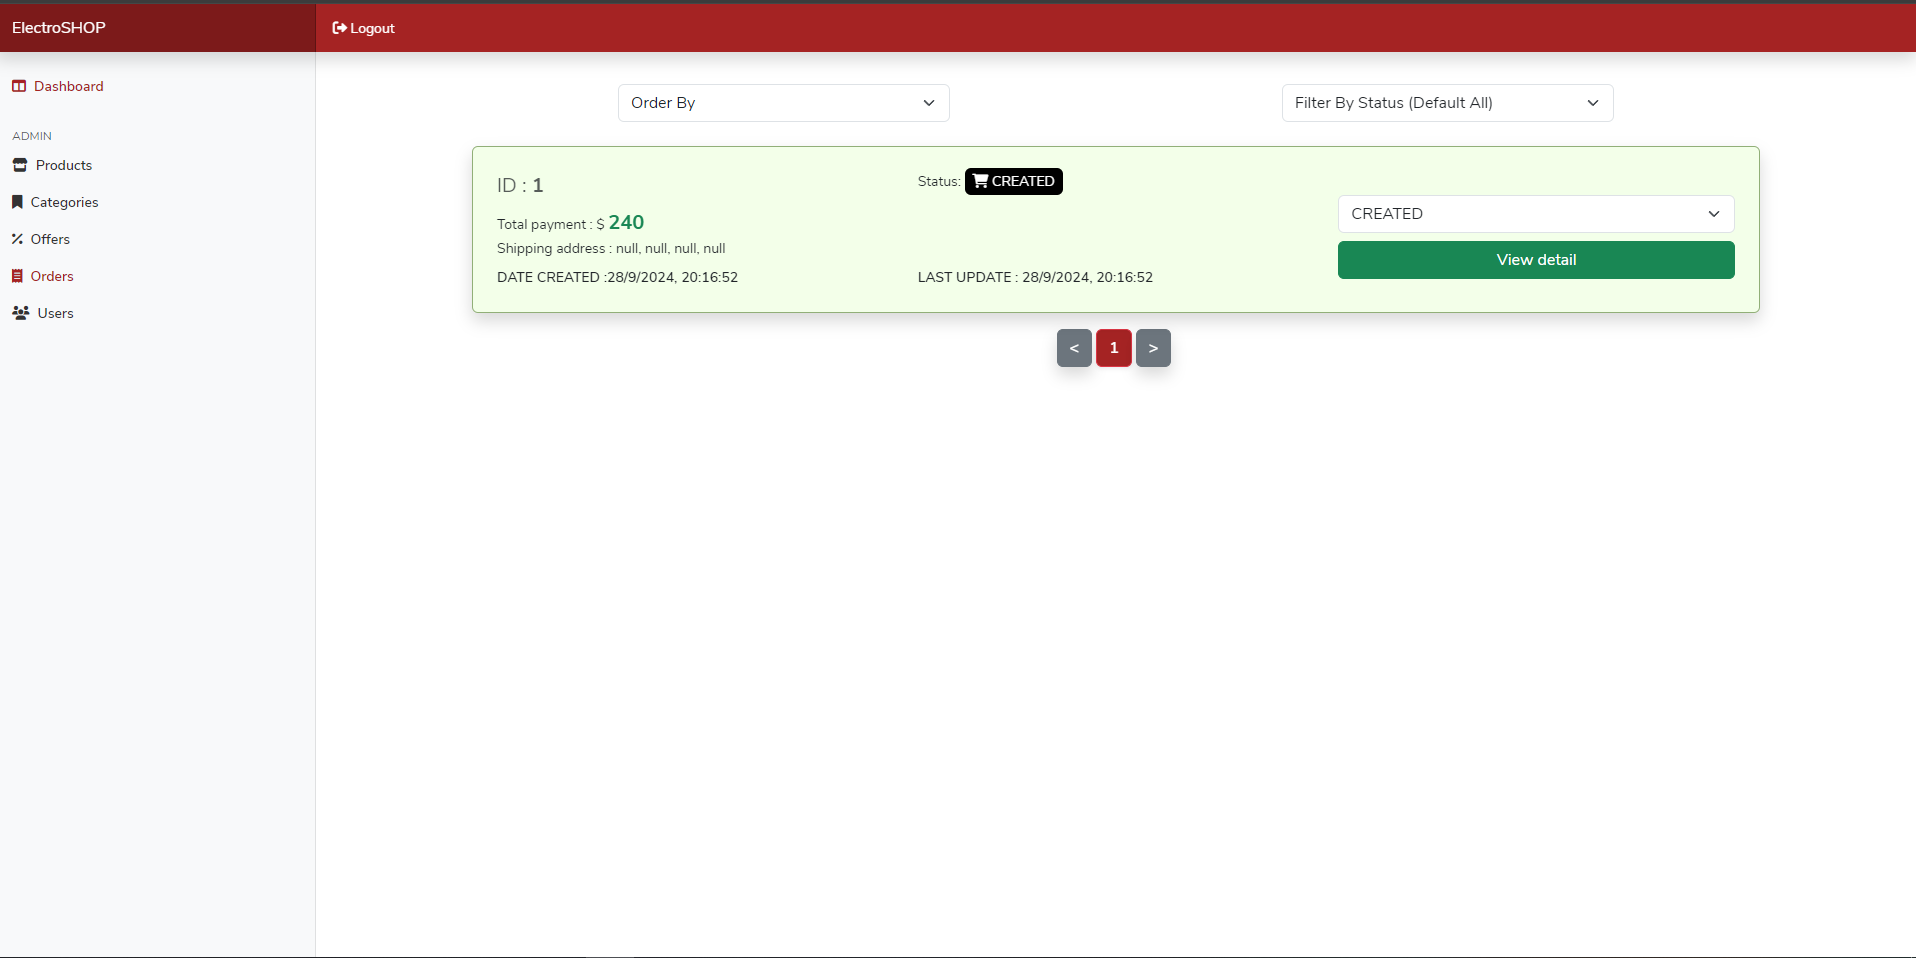 ElectroSHOP
Logout
Dashboard
ADMIN
Products
Categories
Offers
Orders
Users
Order By
Filter By Status (Default All)
ID : 1
Status: CREATED
Total payment : $ 240
Shipping address : null, null, null, null
DATE CREATED :28/9/2024, 20:16:52
LAST UPDATE : 28/9/2024, 20:16:52
CREATED
View detail
< 1 >